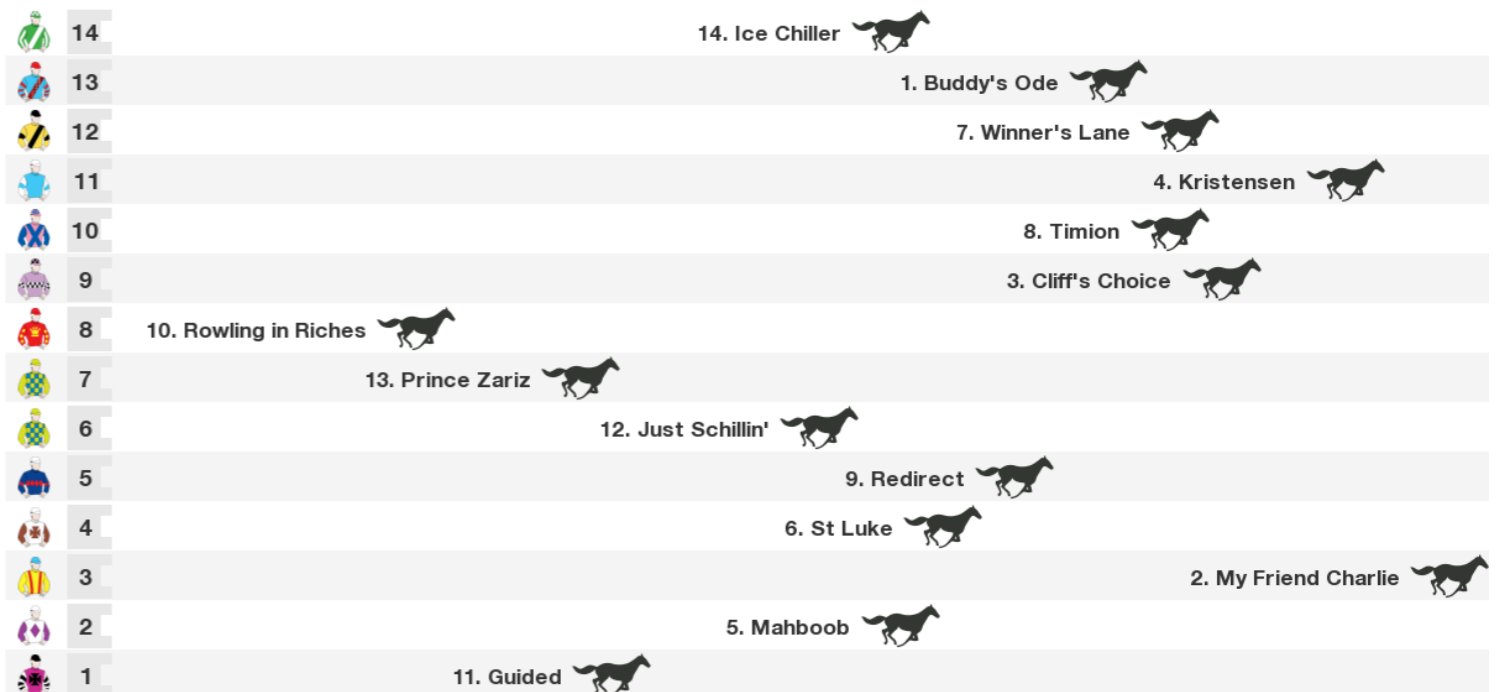 14 14. Ice Chiller
13 1. Buddy's Ode
12 7. Winner's Lane
11 4. Kristensen
10 8. Timion
9 3. Cliff's Choice
8 10. Rowling in Riches
7 13. Prince Zariz
6 12. Just Schillin'
5 9. Redirect
4 6. St Luke
3 2. My Friend Charlie
2 5. Mahboob
1 11. Guided